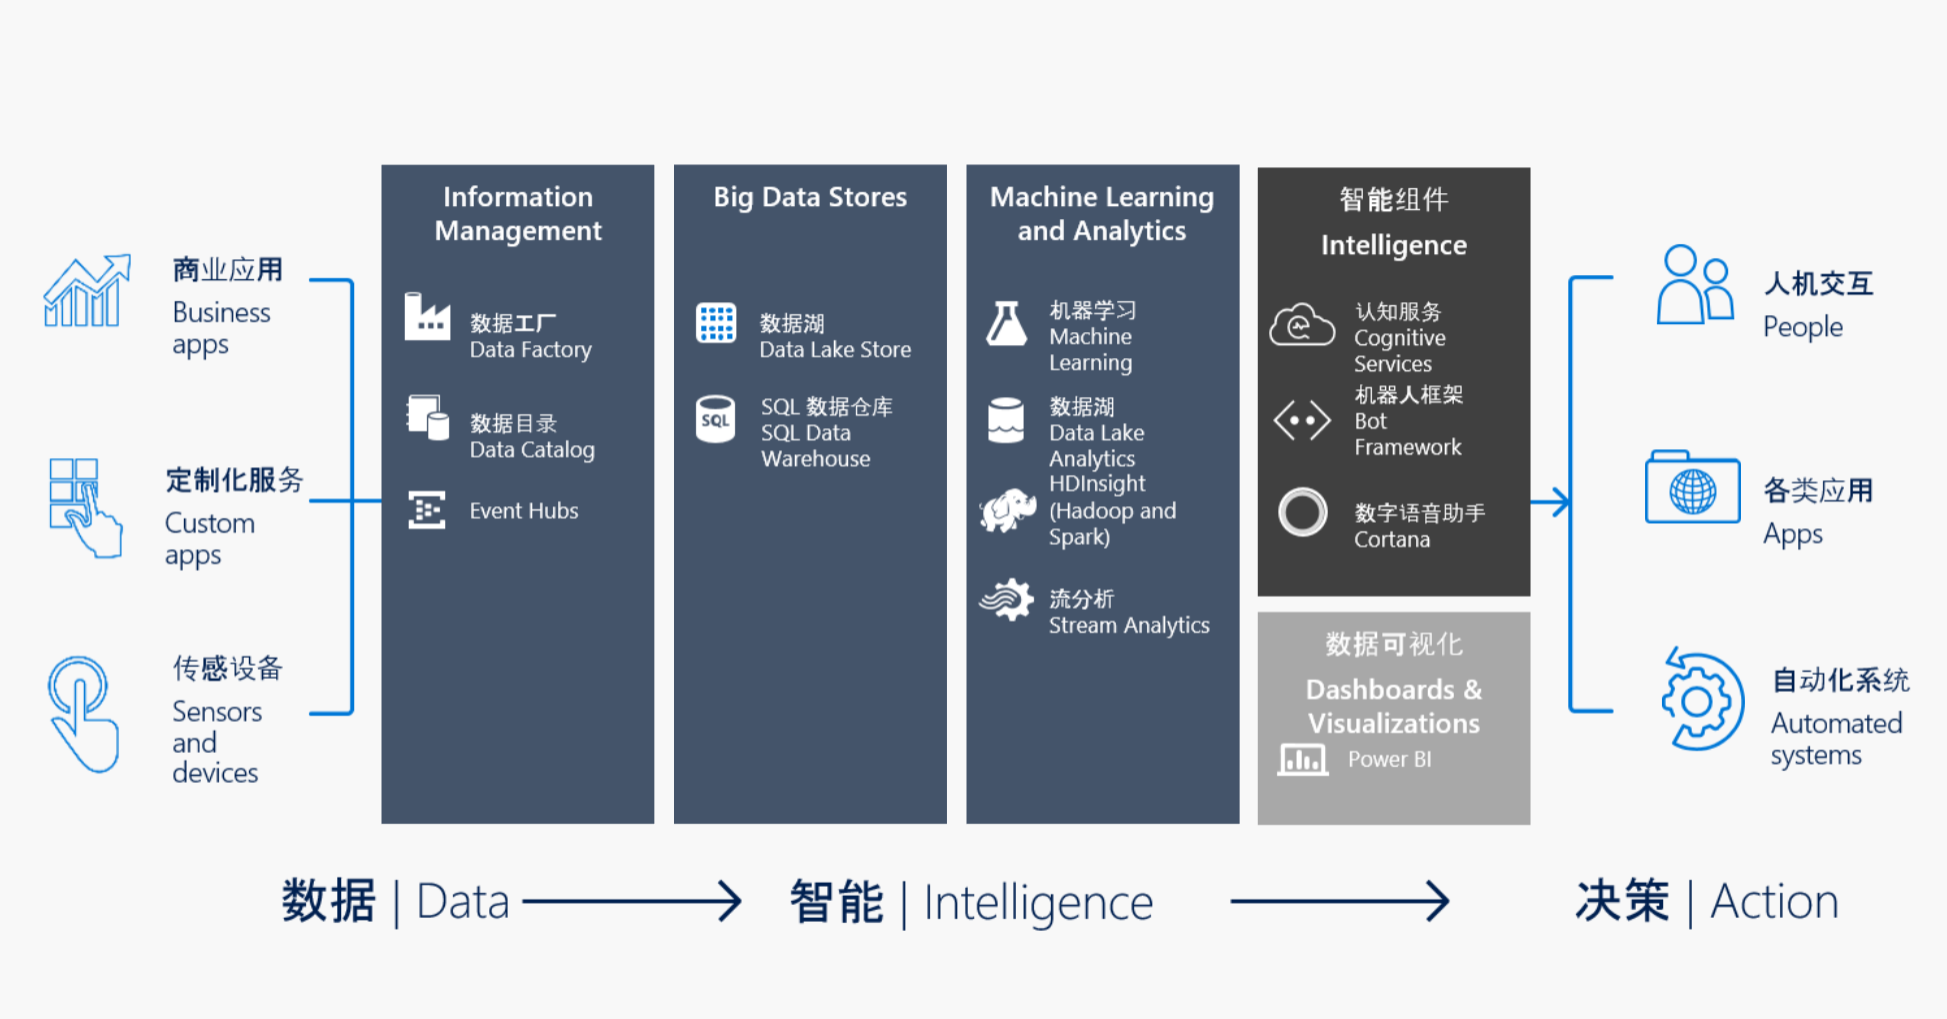 商业应用
Business
apps
定制化服务
Custom
apps
传感设备
Sensors
and
devices
Information
Management
数据工厂
Data Factory
数据目录
Data Catalog
Event Hubs
Big Data Stores
数据湖
Data Lake Store
SQL
SQL 数据仓库
SQL Data
Warehouse
Machine Learning
and Analytics
机器学习
Machine
Learning
数据湖
Data Lake
Analytics
HDInsight
(Hadoop and
Spark)
流分析
Stream Analytics
智能组件
Intelligence
认知服务
Cognitive
Services
机器人框架
Bot
Framework
数字语音助手
Cortana
数据可视化
Dashboards &
Visualizations
Power BI
人机交互
People
各类应用
Apps
自动化系统
Automated
systems
数据 | Data
智能 | Intelligence
决策 | Action